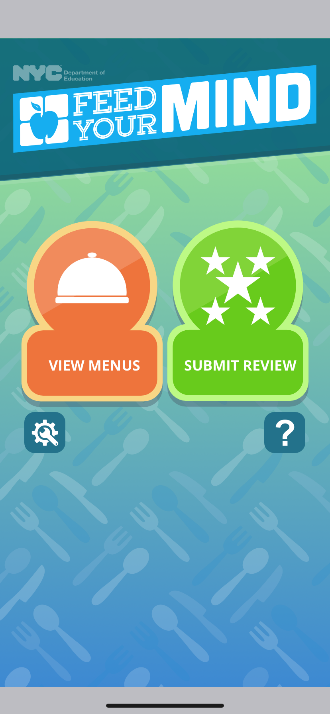 NYC Department of
Education
FEED
YOUR MIND
VIEW MENUS
SUBMIT REVIEW
?